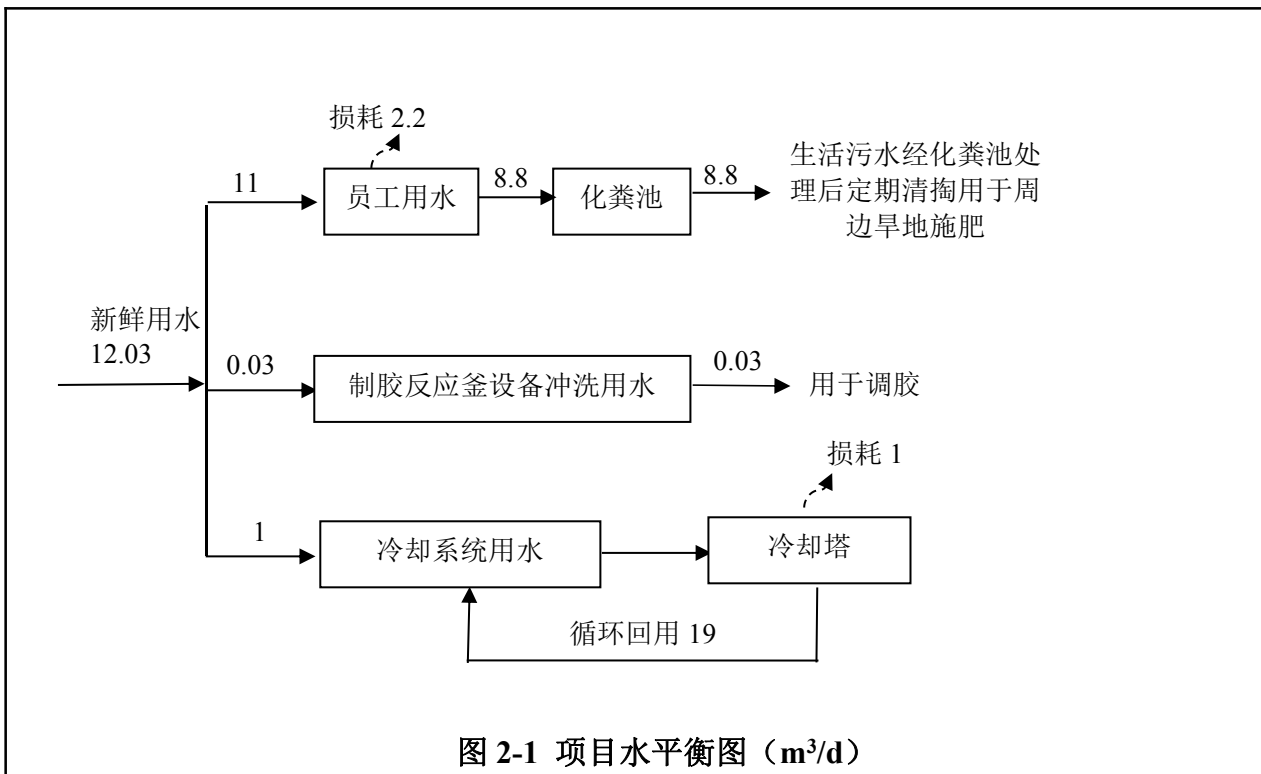 损耗 2.2
11
员工用水
8.8
化粪池
8.8
生活污水经化粪池处
理后定期清掏用于周
边旱地施肥
新鲜用水
12.03
0.03
制胶反应釜设备冲洗用水
0.03
用于调胶
损耗 1
1
冷却系统用水
冷却塔
循环回用 19
图 2-1 项目水平衡图（m³/d）